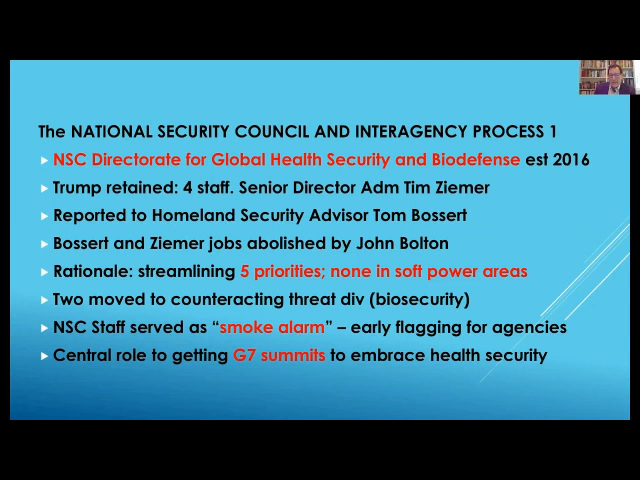 The NATIONAL SECURITY COUNCIL AND INTERAGENCY PROCESS 1
NSC Directorate for Global Health Security and Biodefense est 2016
Trump retained: 4 staff. Senior Director Adm Tim Ziemer
Reported to Homeland Security Advisor Tom Bossert
Bossert and Ziemer jobs abolished by John Bolton
Rationale: streamlining 5 priorities; none in soft power areas
Two moved to counteracting threat div (biosecurity)
NSC Staff served as “smoke alarm” – early flagging for agencies
Central role to getting G7 summits to embrace health security